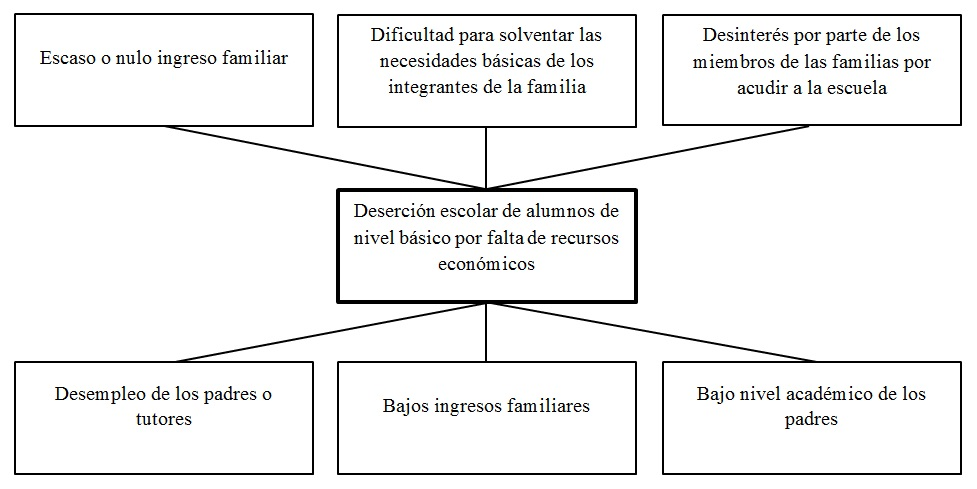 Escaso o nulo ingreso familiar
Dificultad para solventar las
necesidades básicas de los
integrantes de la familia
Desinterés por parte de los
miembros de las familias por
acudir a la escuela
Deserción escolar de alumnos de
nivel básico por falta de recursos
económicos
Desempleo de los padres o
tutores
Bajos ingresos familiares
Bajo nivel académico de los
padres